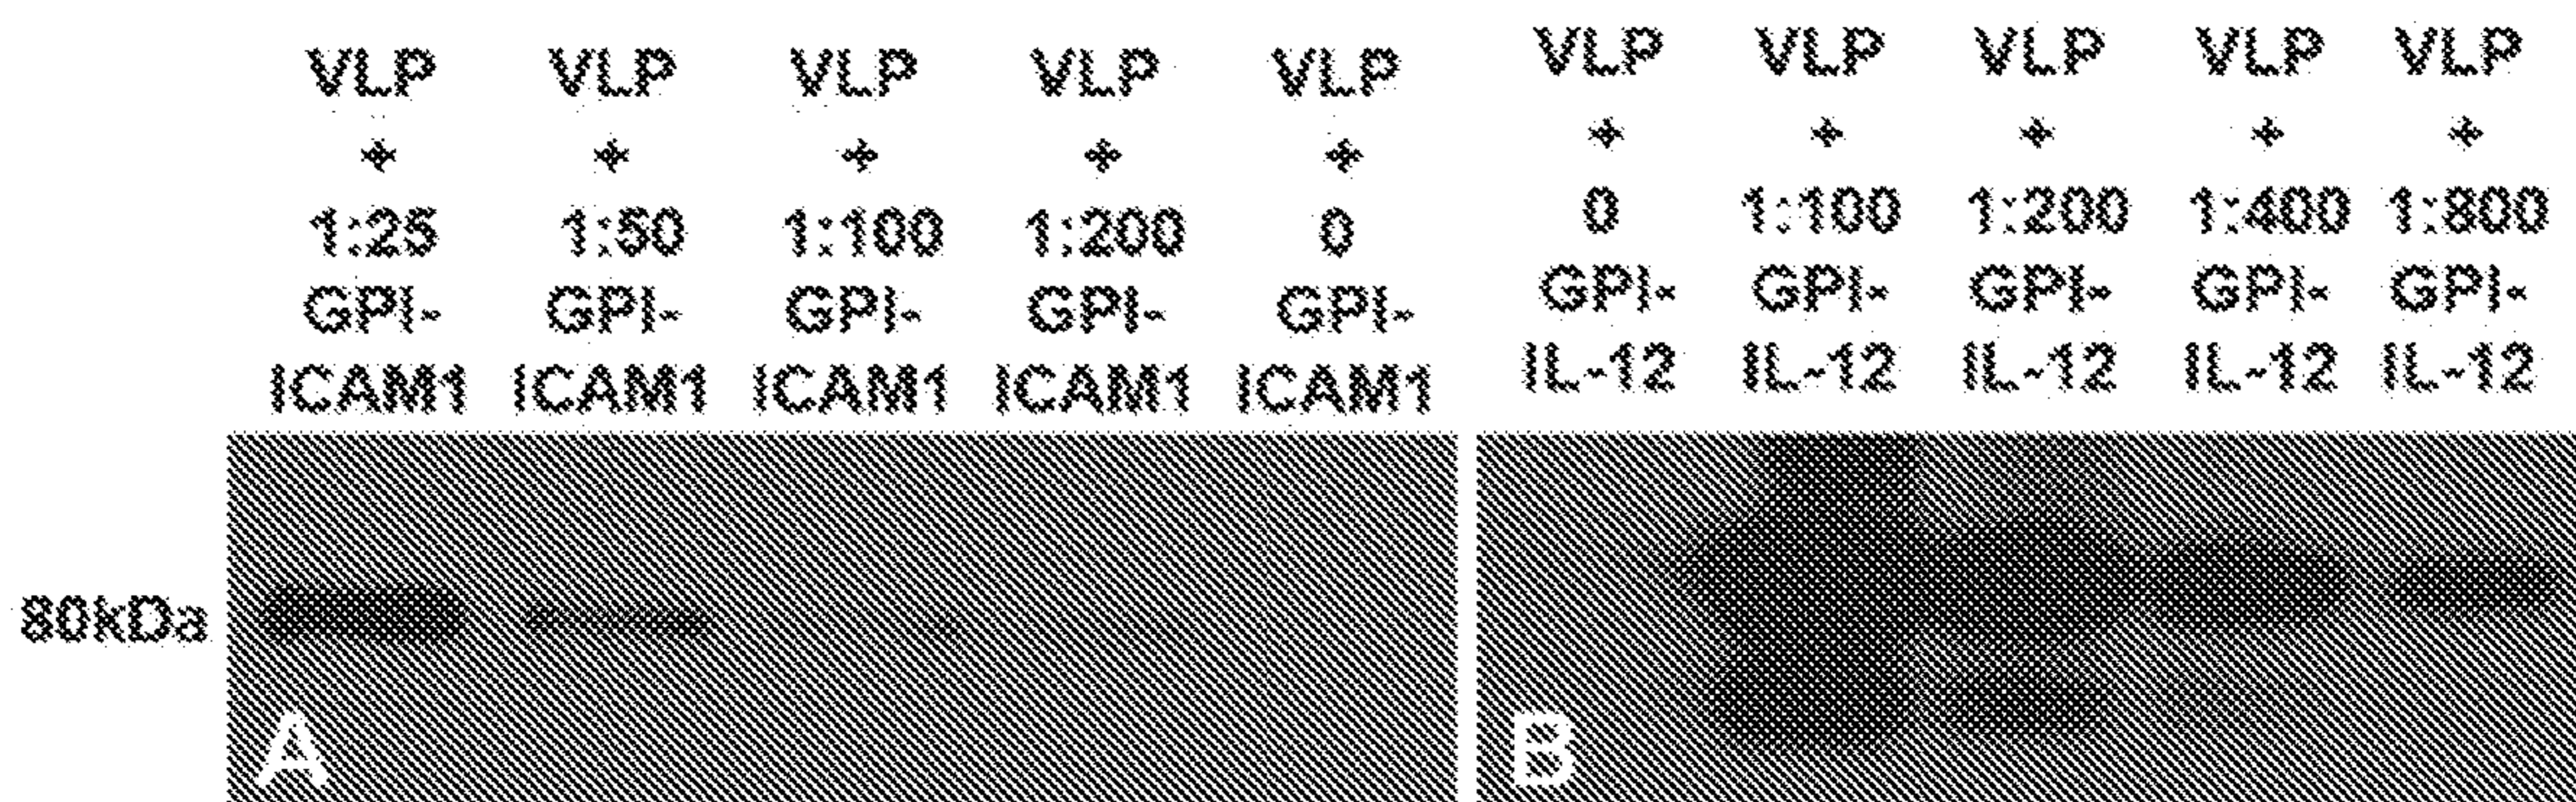 VLP VLP VLP VLP VLP
+ + + + +
1:25 1:50 1:100 1:200 0
GPI- GPI- GPI- GPI- GPI-
ICAM1 ICAM1 ICAM1 ICAM1 ICAM1
VLP VLP VLP VLP VLP
+ + + + +
0 1:100 1:200 1:400 1:800
GPI- GPI- GPI- GPI- GPI-
IL-12 IL-12 IL-12 IL-12 IL-12
80kDa
A
B